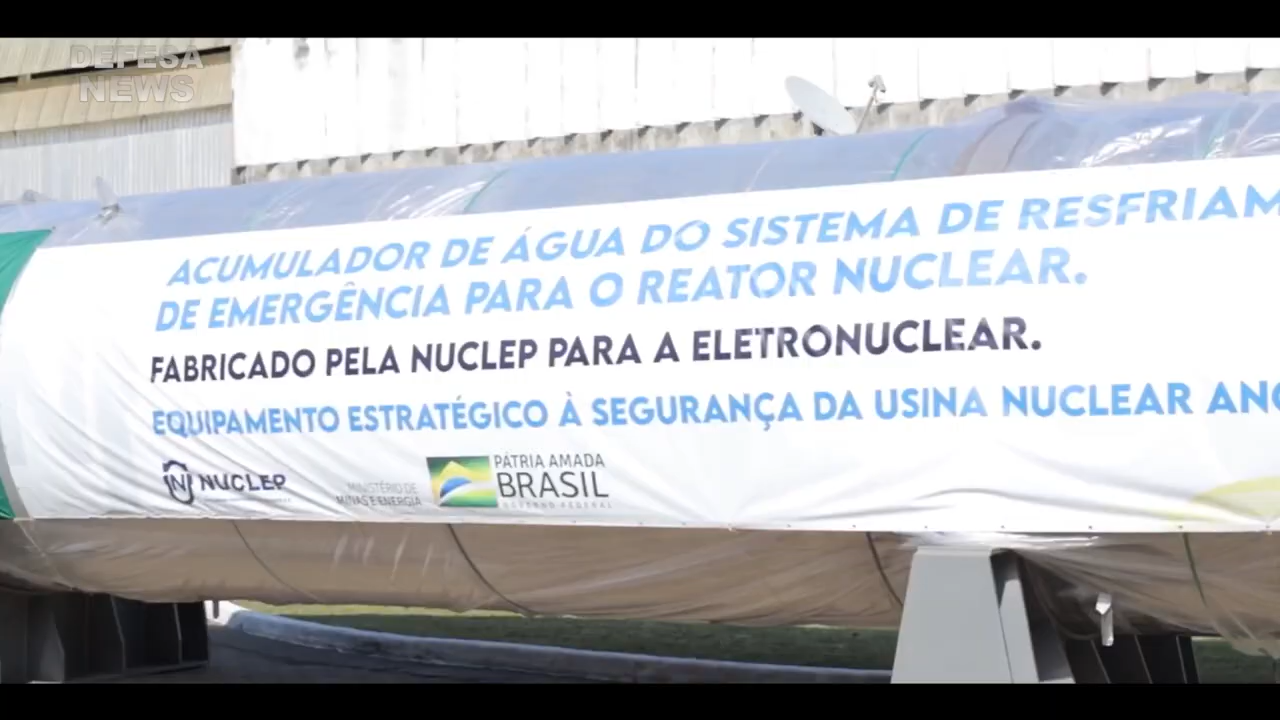 DEFESA
NEWS
ACUMULADOR DE ÁGUA DO SISTEMA DE RESFRIAM
DE EMERGÊNCIA PARA O REATOR NUCLEAR.
FABRICADO PELA NUCLEP PARA A ELETRONUCLEAR.
EQUIPAMENTO ESTRATÉGICO À SEGURANÇA DA USINA NUCLEAR ANG
NUCLEP
MINISTÉRIO DE
MINAS E ENERGIA
PÁTRIA AMADA
BRASIL
GOVERNO FEDERAL